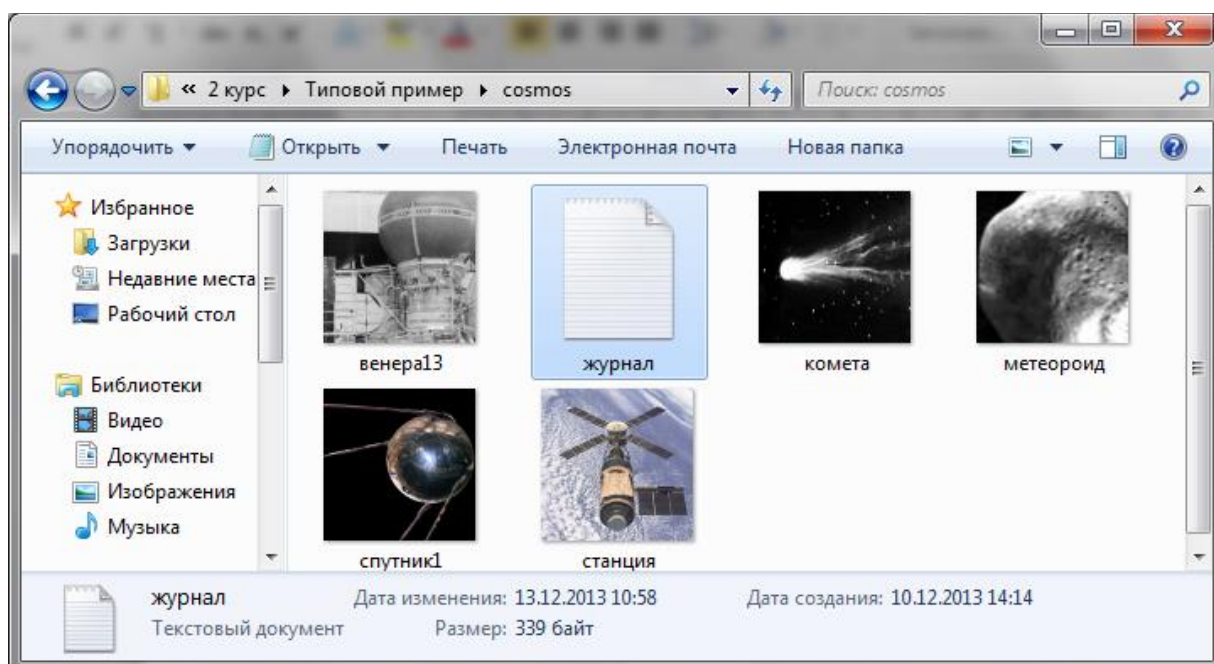 « 2 курс ▸ Типовой пример ▸ cosmos
Поиск: cosmos
Упорядочить Открыть Печать Электронная почта Новая папка
Избранное
Загрузки
Недавние места
Рабочий стол
Библиотеки
Видео
Документы
Изображения
Музыка
венера13 журнал комета метеороид
спутник1 станция
журнал Дата изменения: 13.12.2013 10:58 Дата создания: 10.12.2013 14:14
Текстовый документ Размер: 339 байт